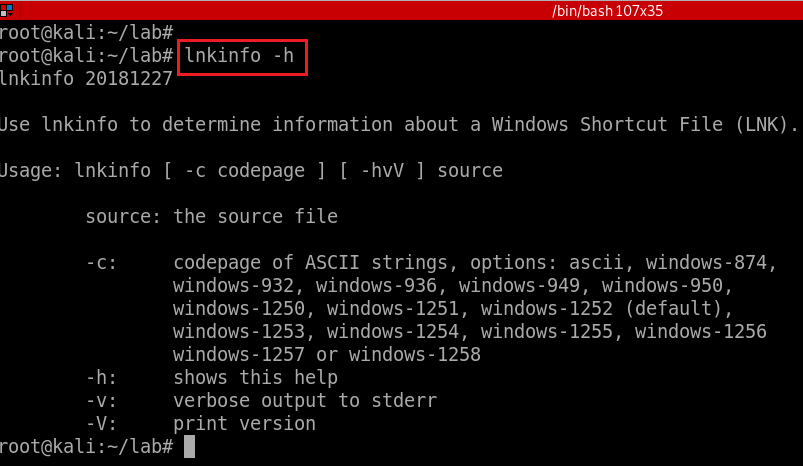 /bin/bash 107x35
root@kali:~/lab#
root@kali:~/lab# lnkinfo -h
lnkinfo 20181227
Use lnkinfo to determine information about a Windows Shortcut File (LNK).
Usage: lnkinfo [ -c codepage ] [ -hvV ] source
source: the source file
-c: codepage of ASCII strings, options: ascii, windows-874,
windows-932, windows-936, windows-949, windows-950,
windows-1250, windows-1251, windows-1252 (default),
windows-1253, windows-1254, windows-1255, windows-1256
windows-1257 or windows-1258
-h: shows this help
-v: verbose output to stderr
-V: print version
root@kali:~/lab#